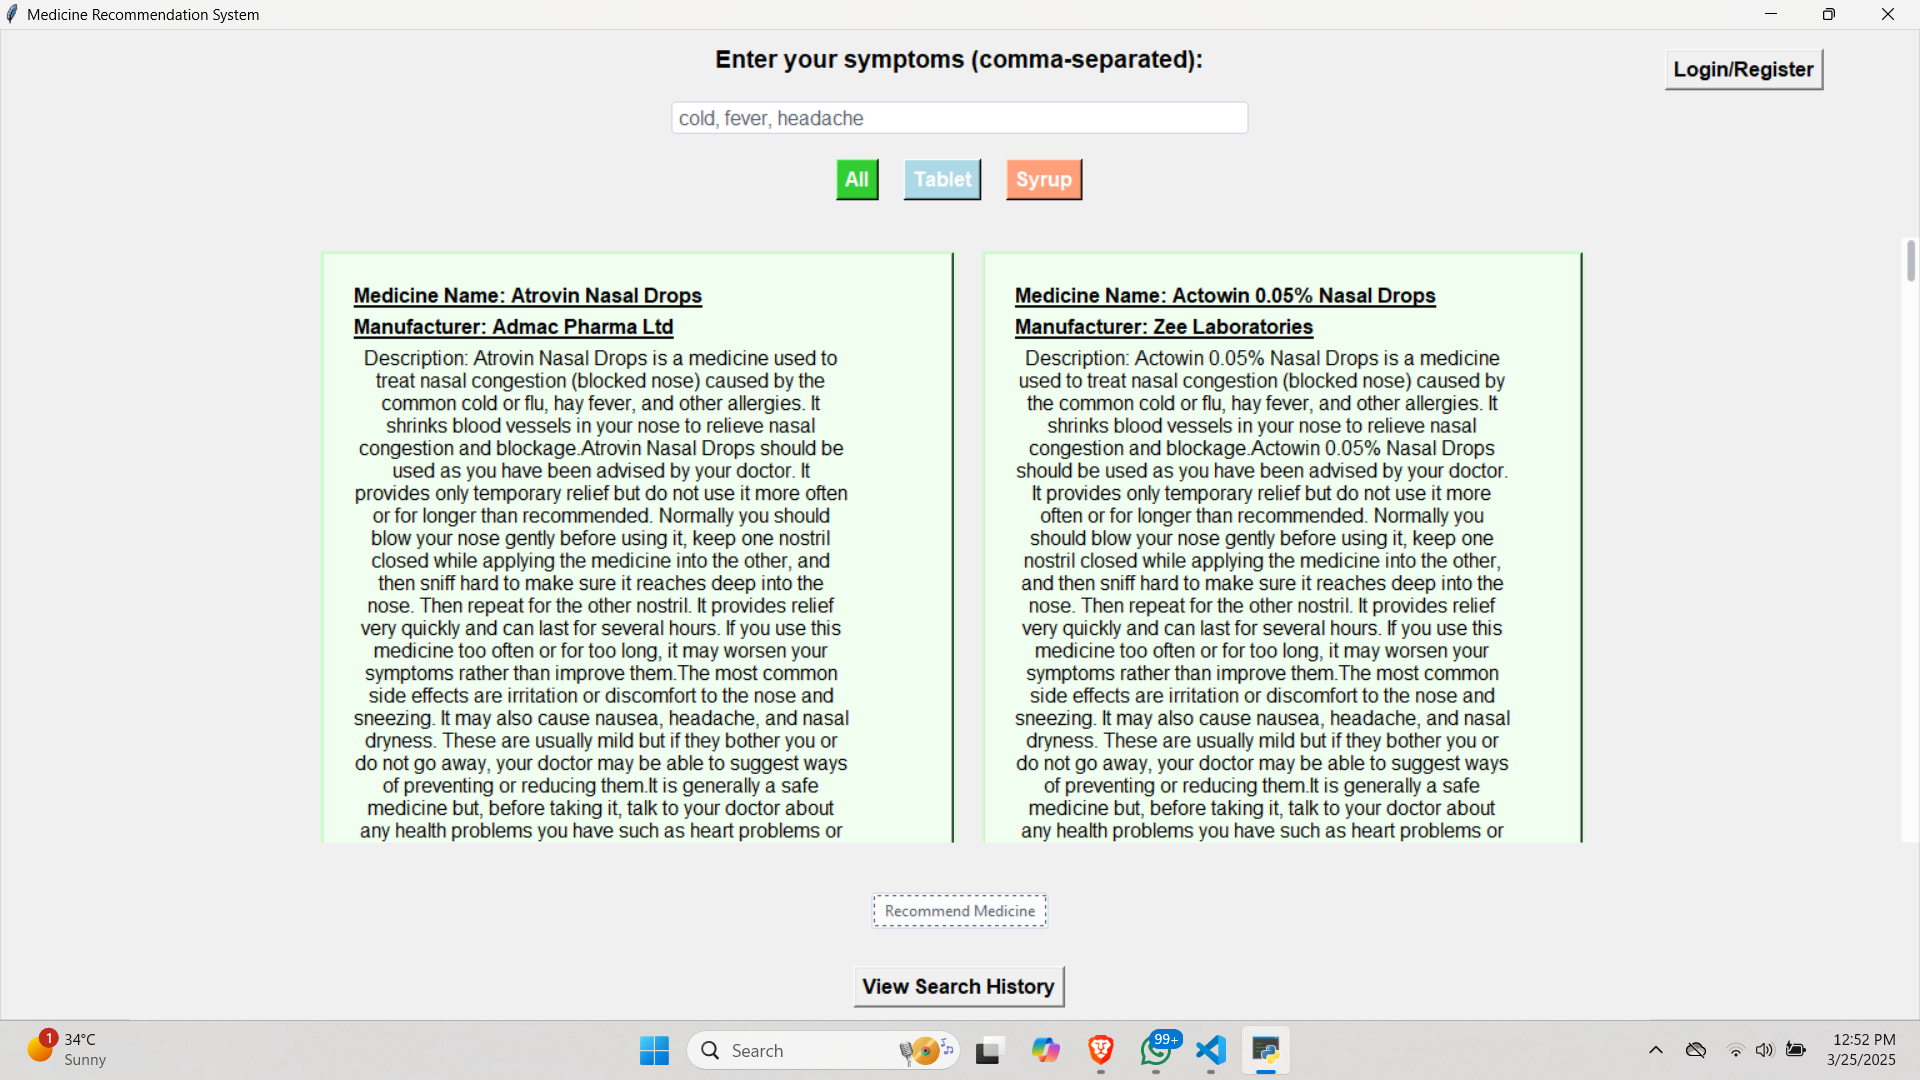 Medicine Recommendation System
Enter your symptoms (comma-separated):
Login/Register
cold, fever, headache
All
Tablet
Syrup
Medicine Name: Atrovin Nasal Drops
Manufacturer: Admac Pharma Ltd
Description: Atrovin Nasal Drops is a medicine used to
treat nasal congestion (blocked nose) caused by the
common cold or flu, hay fever, and other allergies. It
shrinks blood vessels in your nose to relieve nasal
congestion and blockage.Atrovin Nasal Drops should be
used as you have been advised by your doctor. It
provides only temporary relief but do not use it more often
or for longer than recommended. Normally you should
blow your nose gently before using it, keep one nostril
closed while applying the medicine into the other, and
then sniff hard to make sure it reaches deep into the
nose. Then repeat for the other nostril. It provides relief
very quickly and can last for several hours. If you use this
medicine too often or for too long, it may worsen your
symptoms rather than improve them.The most common
side effects are irritation or discomfort to the nose and
sneezing. It may also cause nausea, headache, and nasal
dryness. These are usually mild but if they bother you or
do not go away, your doctor may be able to suggest ways
of preventing or reducing them.It is generally a safe
medicine but, before taking it, talk to your doctor about
any health problems you have such as heart problems or
Medicine Name: Actowin 0.05% Nasal Drops
Manufacturer: Zee Laboratories
Description: Actowin 0.05% Nasal Drops is a medicine
used to treat nasal congestion (blocked nose) caused by
the common cold or flu, hay fever, and other allergies. It
shrinks blood vessels in your nose to relieve nasal
congestion and blockage.Actowin 0.05% Nasal Drops
should be used as you have been advised by your doctor.
It provides only temporary relief but do not use it more
often or for longer than recommended. Normally you
should blow your nose gently before using it, keep one
nostril closed while applying the medicine into the other,
and then sniff hard to make sure it reaches deep into the
nose. Then repeat for the other nostril. It provides relief
very quickly and can last for several hours. If you use this
medicine too often or for too long, it may worsen your
symptoms rather than improve them.The most common
side effects are irritation or discomfort to the nose and
sneezing. It may also cause nausea, headache, and nasal
dryness. These are usually mild but if they bother you or
do not go away, your doctor may be able to suggest ways
of preventing or reducing them.It is generally a safe
medicine but, before taking it, talk to your doctor about
any health problems you have such as heart problems or
Recommend Medicine
View Search History
1
34°C
Sunny
Search
99+
12:52 PM
3/25/2025